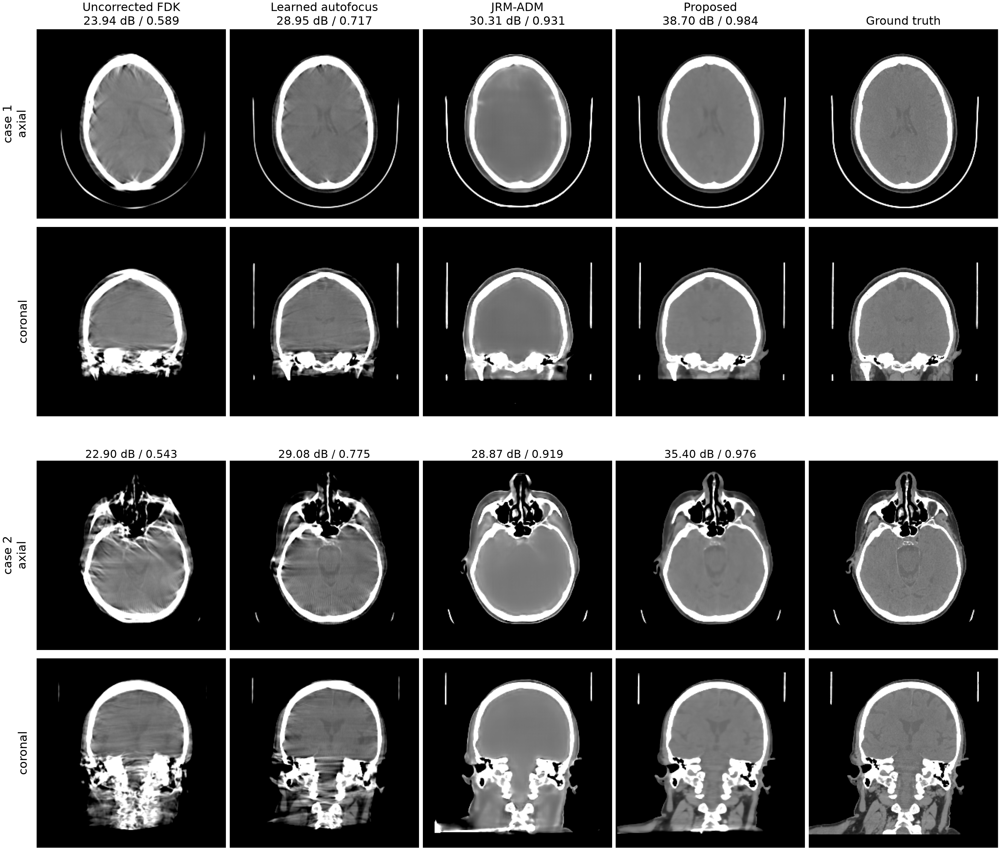 Uncorrected FDK
23.94 dB / 0.589
Learned autofocus
28.95 dB / 0.717
JRM-ADM
30.31 dB / 0.931
Proposed
38.70 dB / 0.984
Ground truth
case 1
axial
coronal
22.90 dB / 0.543
29.08 dB / 0.775
28.87 dB / 0.919
35.40 dB / 0.976
case 2
axial
coronal